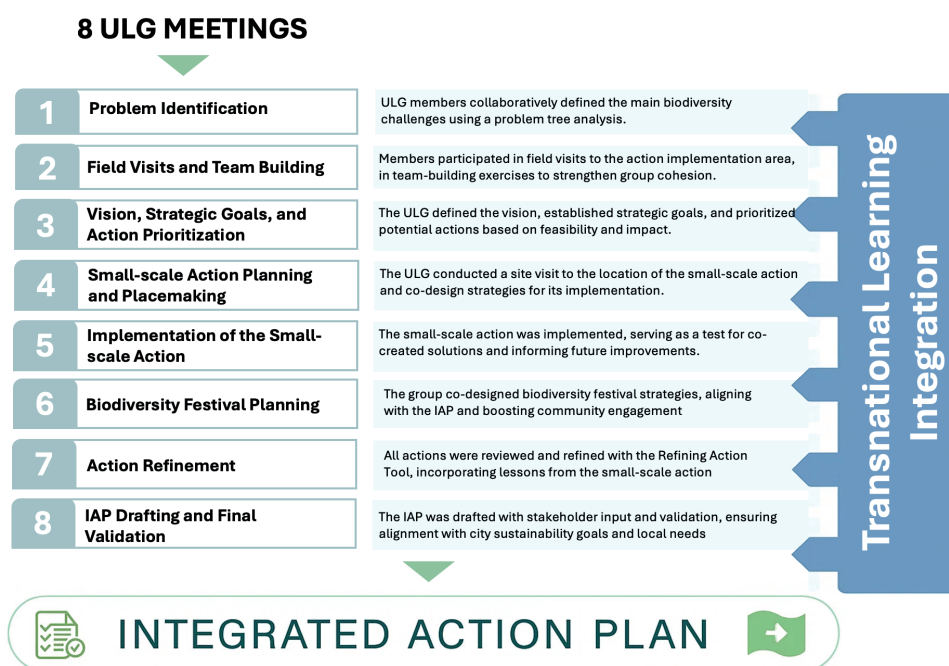 8 ULG MEETINGS
1
Problem Identification
ULG members collaboratively defined the main biodiversity
challenges using a problem tree analysis.
2
Field Visits and Team Building
Members participated in field visits to the action implementation area,
in team-building exercises to strengthen group cohesion.
3
Vision, Strategic Goals, and
Action Prioritization
The ULG defined the vision, established strategic goals, and prioritized
potential actions based on feasibility and impact.
4
Small-scale Action Planning
and Placemaking
The ULG conducted a site visit to the location of the small-scale action
and co-design strategies for its implementation.
5
Implementation of the Small-
scale Action
The small-scale action was implemented, serving as a test for co-
created solutions and informing future improvements.
6
Biodiversity Festival Planning
The group co-designed biodiversity festival strategies, aligning
with the IAP and boosting community engagement
7
Action Refinement
All actions were reviewed and refined with the Refining Action
Tool, incorporating lessons from the small-scale action
8
IAP Drafting and Final
Validation
The IAP was drafted with stakeholder input and validation, ensuring
alignment with city sustainability goals and local needs
Transnational Learning
Integration
INTEGRATED ACTION PLAN